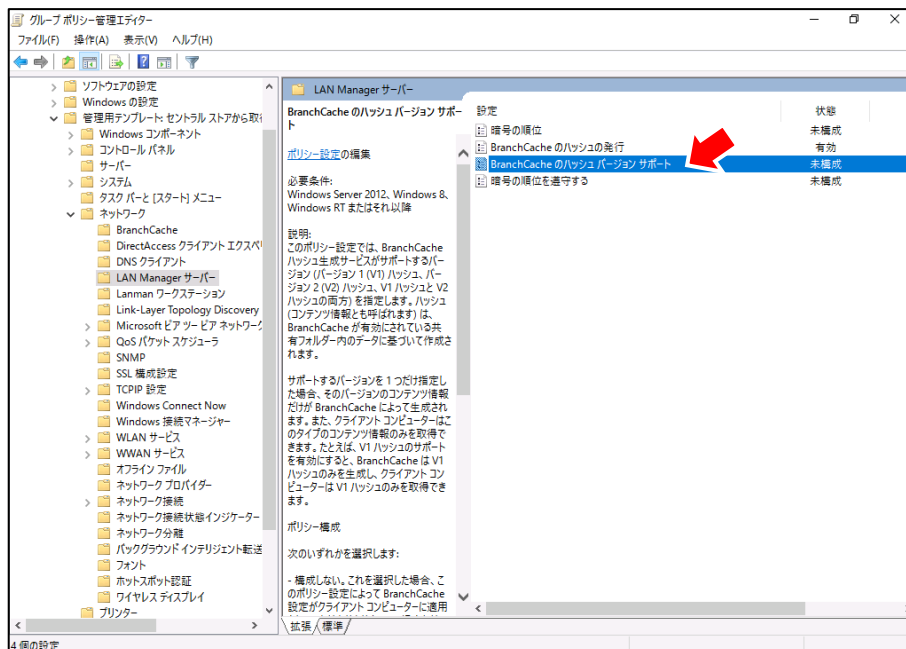 グループ ポリシー管理エディター
ファイル(F) 操作(A) 表示(V) ヘルプ(H)
ソフトウェアの設定
Windows の設定
管理用テンプレート: セントラル ストアから取
Windows コンポーネント
コントロール パネル
サーバー
システム
タスク バーと [スタート] メニュー
ネットワーク
BranchCache
DirectAccess クライアント エクスペ
DNS クライアント
LAN Manager サーバー
Lanman ワークステーション
Link-Layer Topology Discovery
Microsoft ピア ツー ピア ネットワーク
QoS パケット スケジューラ
SNMP
SSL 構成設定
TCPIP 設定
Windows Connect Now
Windows 接続マネージャー
WLAN サービス
WWAN サービス
オフライン ファイル
ネットワーク プロバイダー
ネットワーク接続
ネットワーク接続状態インジケーター
ネットワーク分離
バックグラウンド インテリジェント転送
フォント
ホットスポット認証
ワイヤレス ディスプレイ
プリンター
LAN Manager サーバー
BranchCache のハッシュ バージョン サポー
ト
ポリシー設定の編集
必要条件:
Windows Server 2012、Windows 8、
Windows RT またはそれ以降
説明:
このポリシー設定では、BranchCache
ハッシュ生成サービスがサポートするバー
ジョン (バージョン 1 (V1) ハッシュ、バー
ジョン 2 (V2) ハッシュ、V1 ハッシュと V2
ハッシュの両方) を指定します。ハッシュ
(コンテンツ情報とも呼ばれます) は、
BranchCache が有効にされている共
有フォルダー内のデータに基づいて作成さ
れます。
サポートするバージョンを 1 つだけ指定し
た場合、そのバージョンのコンテンツ情報
だけが BranchCache によって生成され
ます。また、クライアント コンピューターはこ
のタイプのコンテンツ情報のみを取得で
きます。たとえば、V1 ハッシュのサポート
を有効にすると、BranchCache は V1
ハッシュのみを生成し、クライアント コン
ピューターは V1 ハッシュのみを取得でき
ます。
ポリシー構成
次のいずれかを選択します:
- 構成しない。これを選択した場合、こ
のポリシー設定によって BranchCache
設定がクライアント コンピューターに適用
設定 状態
暗号の順位 未構成
BranchCache のハッシュの発行 有効
BranchCache のハッシュ バージョン サポート 未構成
暗号の順位を遵守する 未構成
拡張 標準
4 個の設定